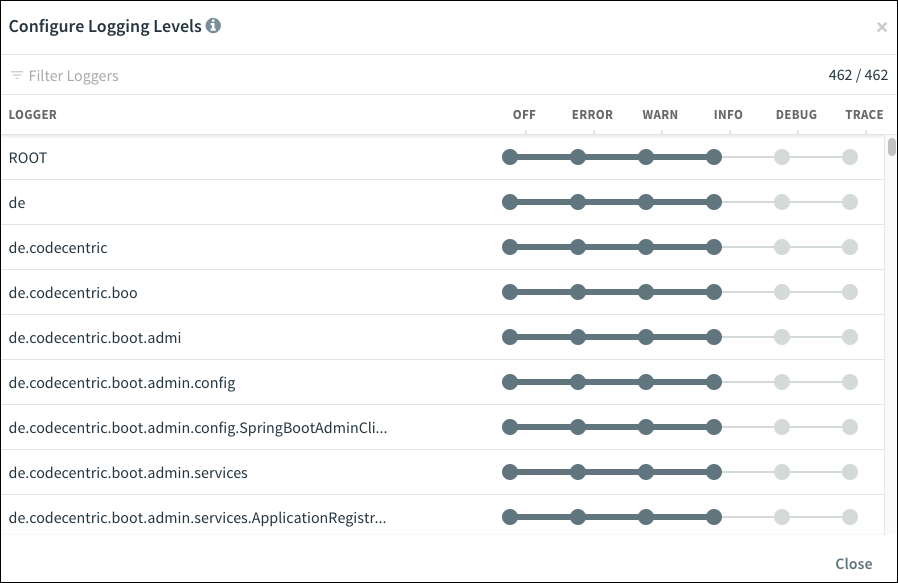 Configure Logging Levels
Filter Loggers 462 / 462
LOGGER OFF ERROR WARN INFO DEBUG TRACE
ROOT
de
de.codecentric
de.codecentric.boo
de.codecentric.boot.admi
de.codecentric.boot.admin.config
de.codecentric.boot.admin.config.SpringBootAdminCli...
de.codecentric.boot.admin.services
de.codecentric.boot.admin.services.ApplicationRegistr...
Close